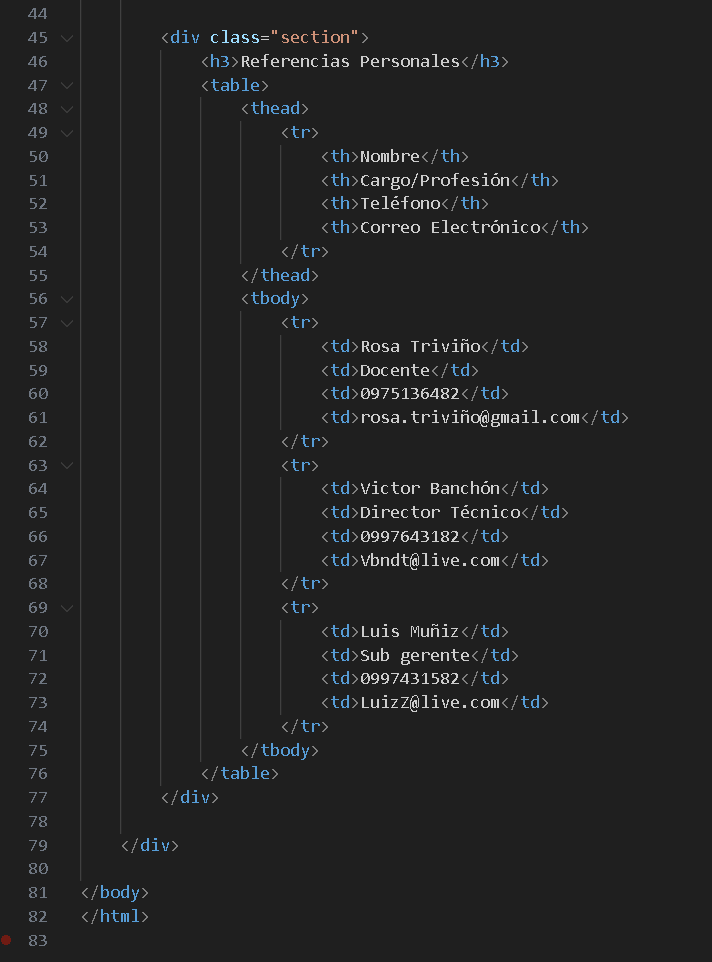 44
45 <div class="section">
46 <h3>Referencias Personales</h3>
47 <table>
48 <thead>
49 <tr>
50 <th>Nombre</th>
51 <th>Cargo/Profesión</th>
52 <th>Teléfono</th>
53 <th>Correo Electrónico</th>
54 </tr>
55 </thead>
56 <tbody>
57 <tr>
58 <td>Rosa Triviño</td>
59 <td>Docente</td>
60 <td>0975136482</td>
61 <td>rosa.triviño@gmail.com</td>
62 </tr>
63 <tr>
64 <td>Victor Banchón</td>
65 <td>Director Técnico</td>
66 <td>0997643182</td>
67 <td>Vbndt@live.com</td>
68 </tr>
69 <tr>
70 <td>Luis Muñiz</td>
71 <td>Sub gerente</td>
72 <td>0997431582</td>
73 <td>LuizZ@live.com</td>
74 </tr>
75 </tbody>
76 </table>
77 </div>
78
79 </div>
80
81 </body>
82 </html>
83